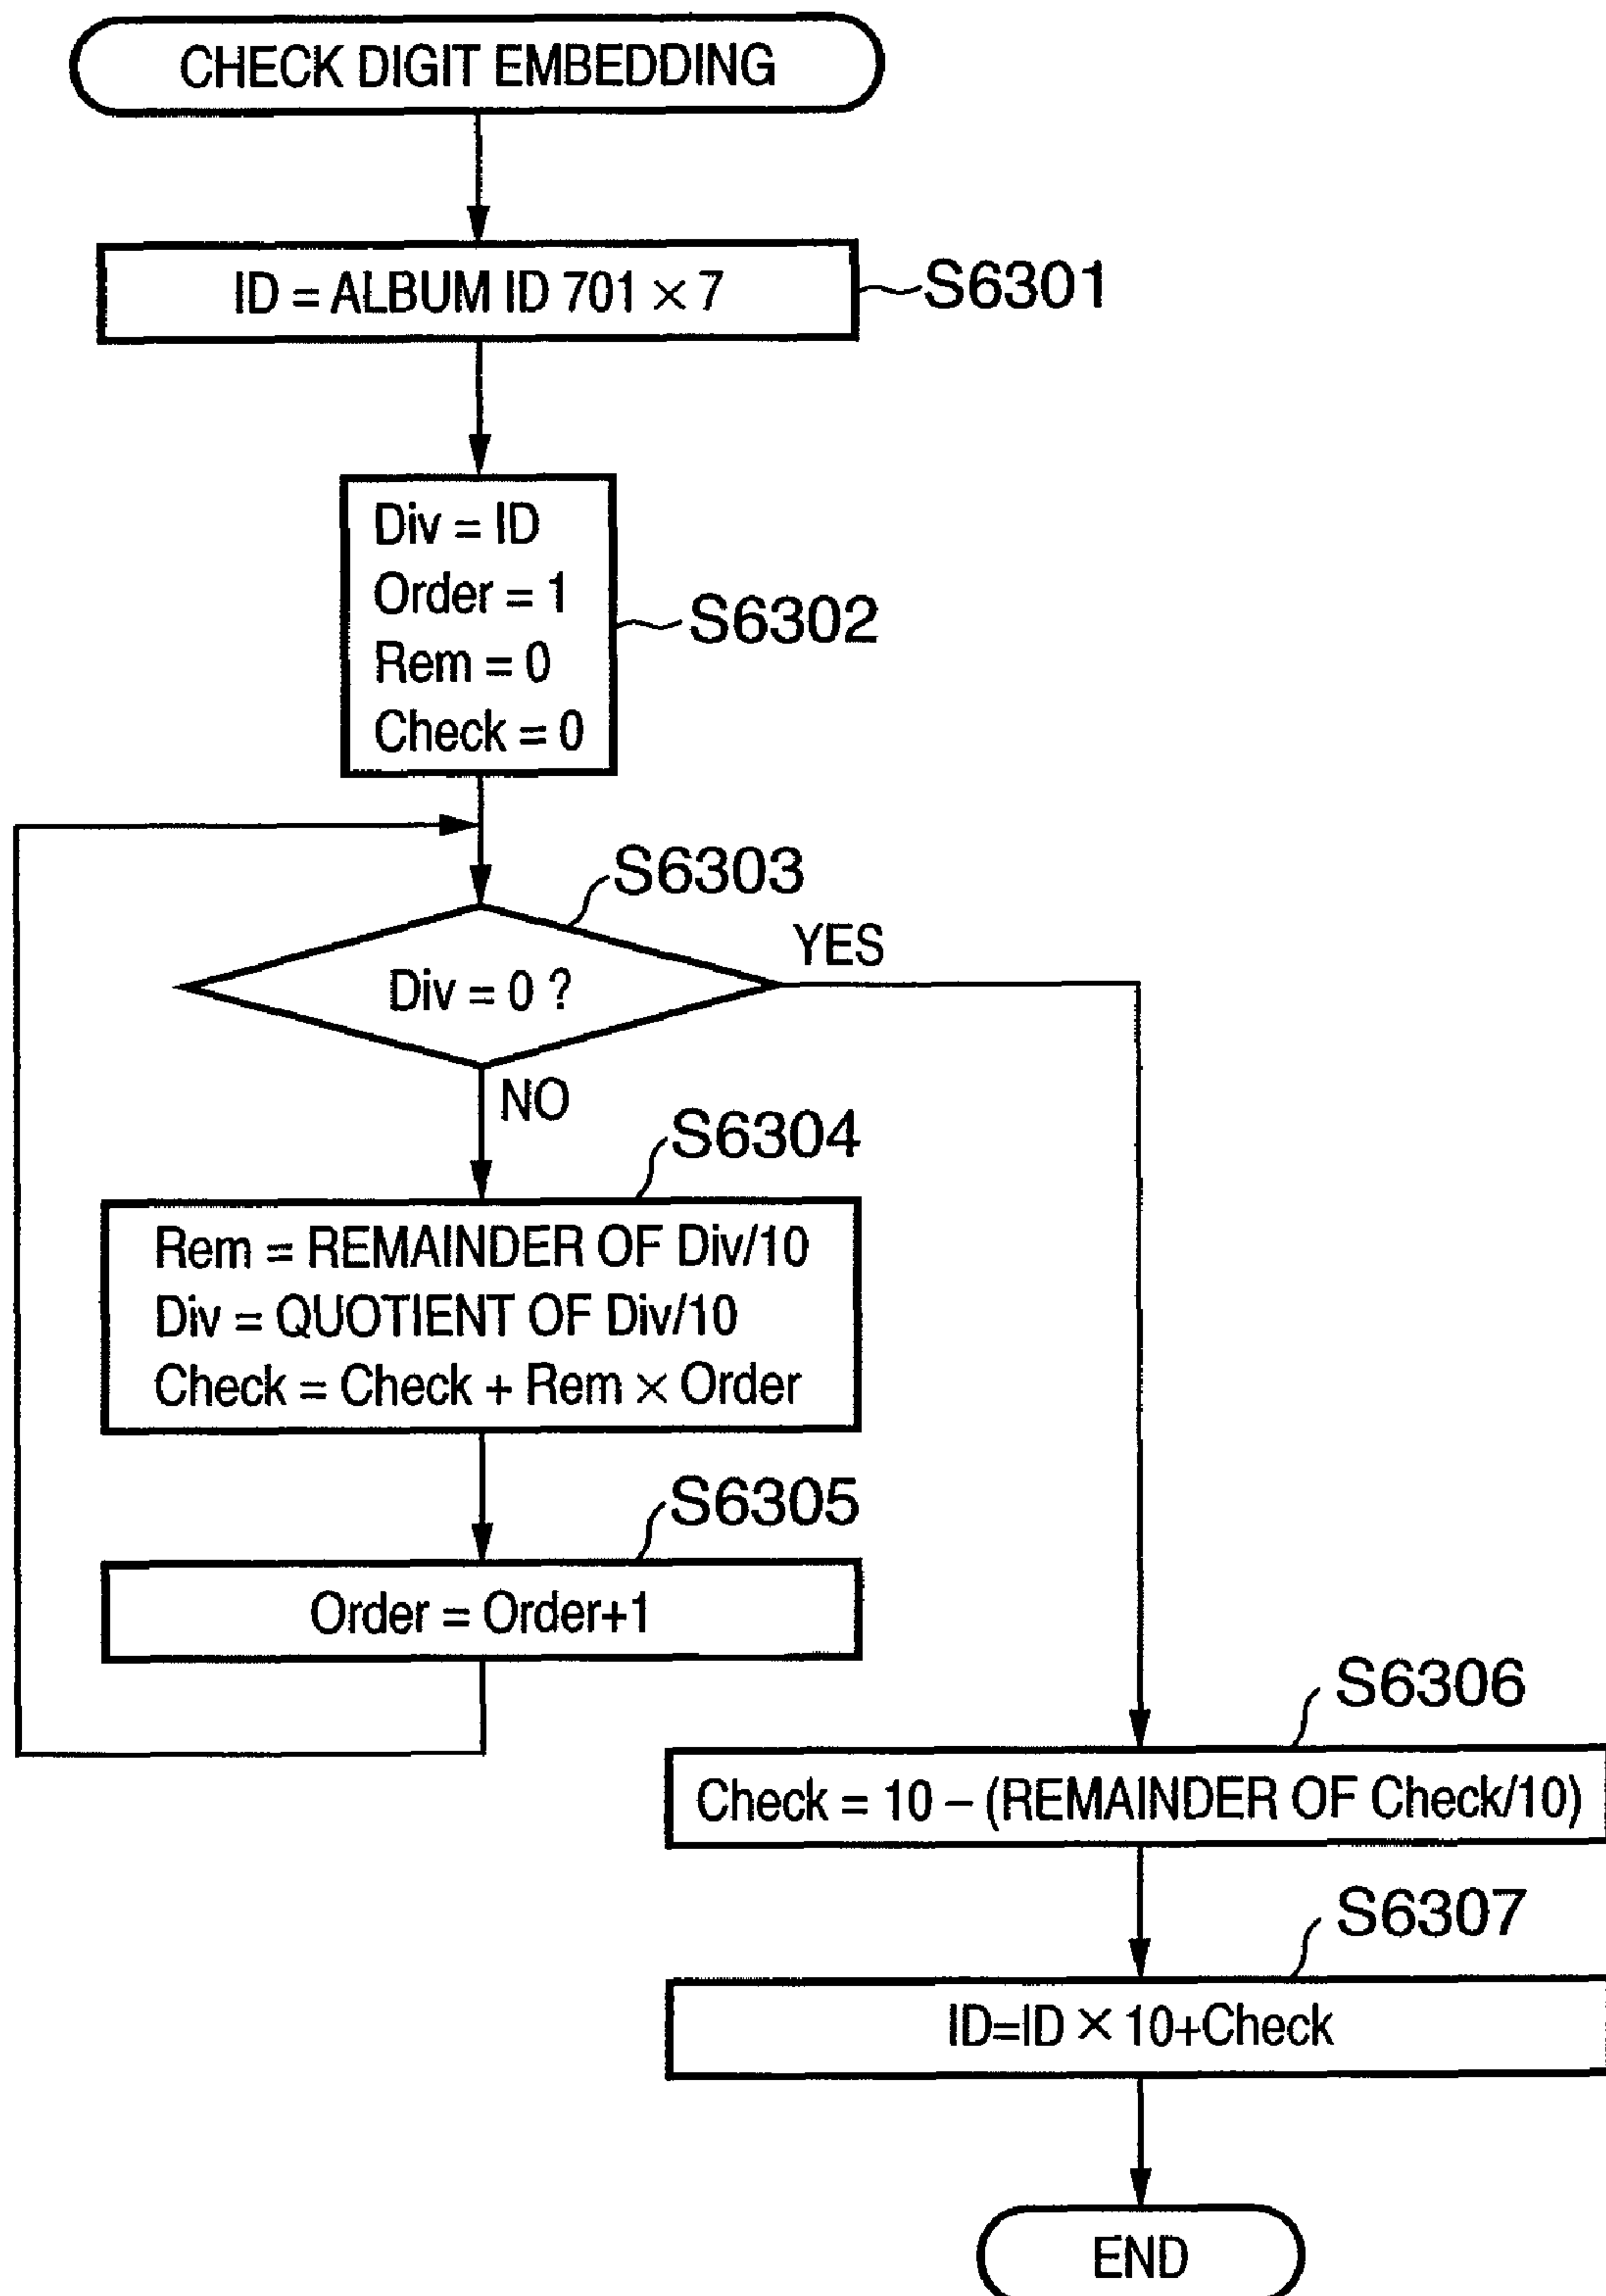 CHECK DIGIT EMBEDDING
ID = ALBUM ID 701 × 7
S6301
Div = ID
Order = 1
Rem = 0
Check = 0
S6302
S6303
Div = 0 ?
YES
NO
S6304
Rem = REMAINDER OF Div/10
Div = QUOTIENT OF Div/10
Check = Check + Rem × Order
S6305
Order = Order+1
S6306
Check = 10 – (REMAINDER OF Check/10)
S6307
ID=ID × 10+Check
END